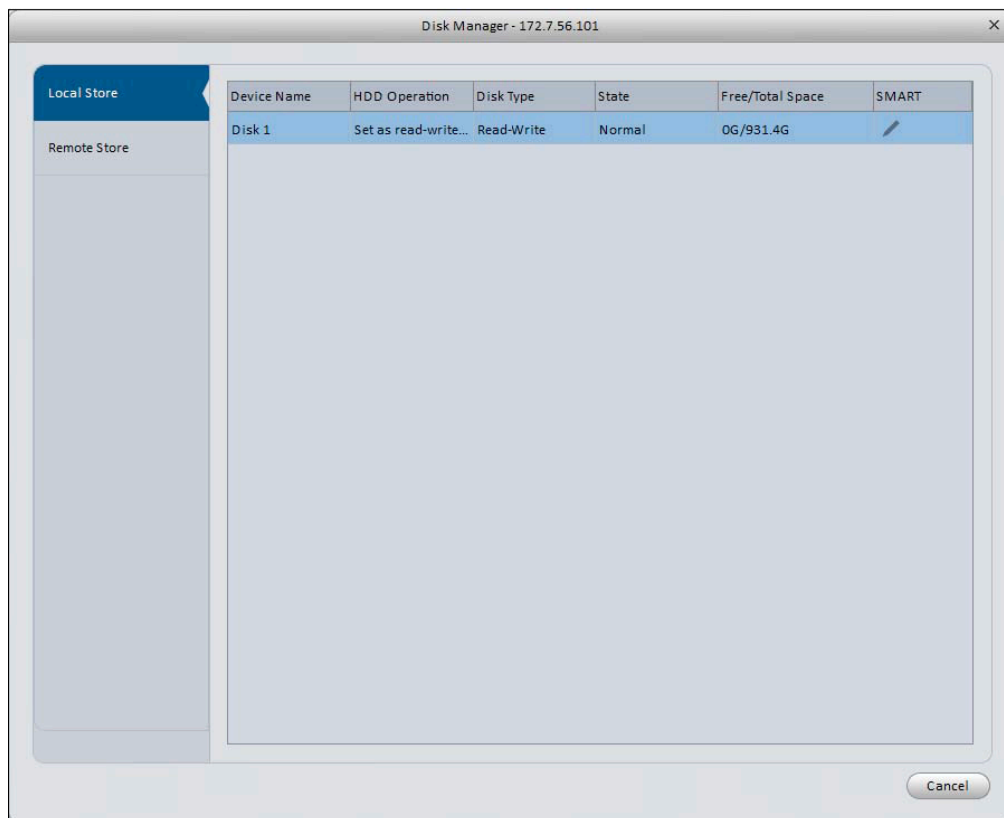 Disk Manager - 172.7.56.101
Local Store
Remote Store
Device Name HDD Operation Disk Type State Free/Total Space SMART
Disk 1 Set as read-write... Read-Write Normal 0G/931.4G
Cancel